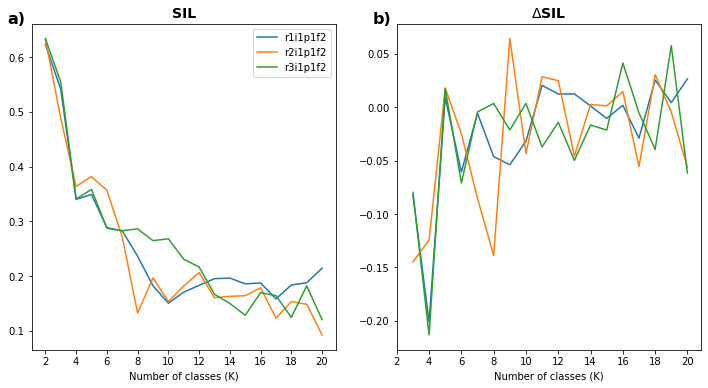 a)
SIL
r1i1p1f2
r2i1p1f2
r3i1p1f2
0.6
0.5
0.4
0.3
0.2
0.1
2 4 6 8 10 12 14 16 18 20
Number of classes (K)
b)
ΔSIL
0.05
0.00
−0.05
−0.10
−0.15
−0.20
2 4 6 8 10 12 14 16 18 20
Number of classes (K)